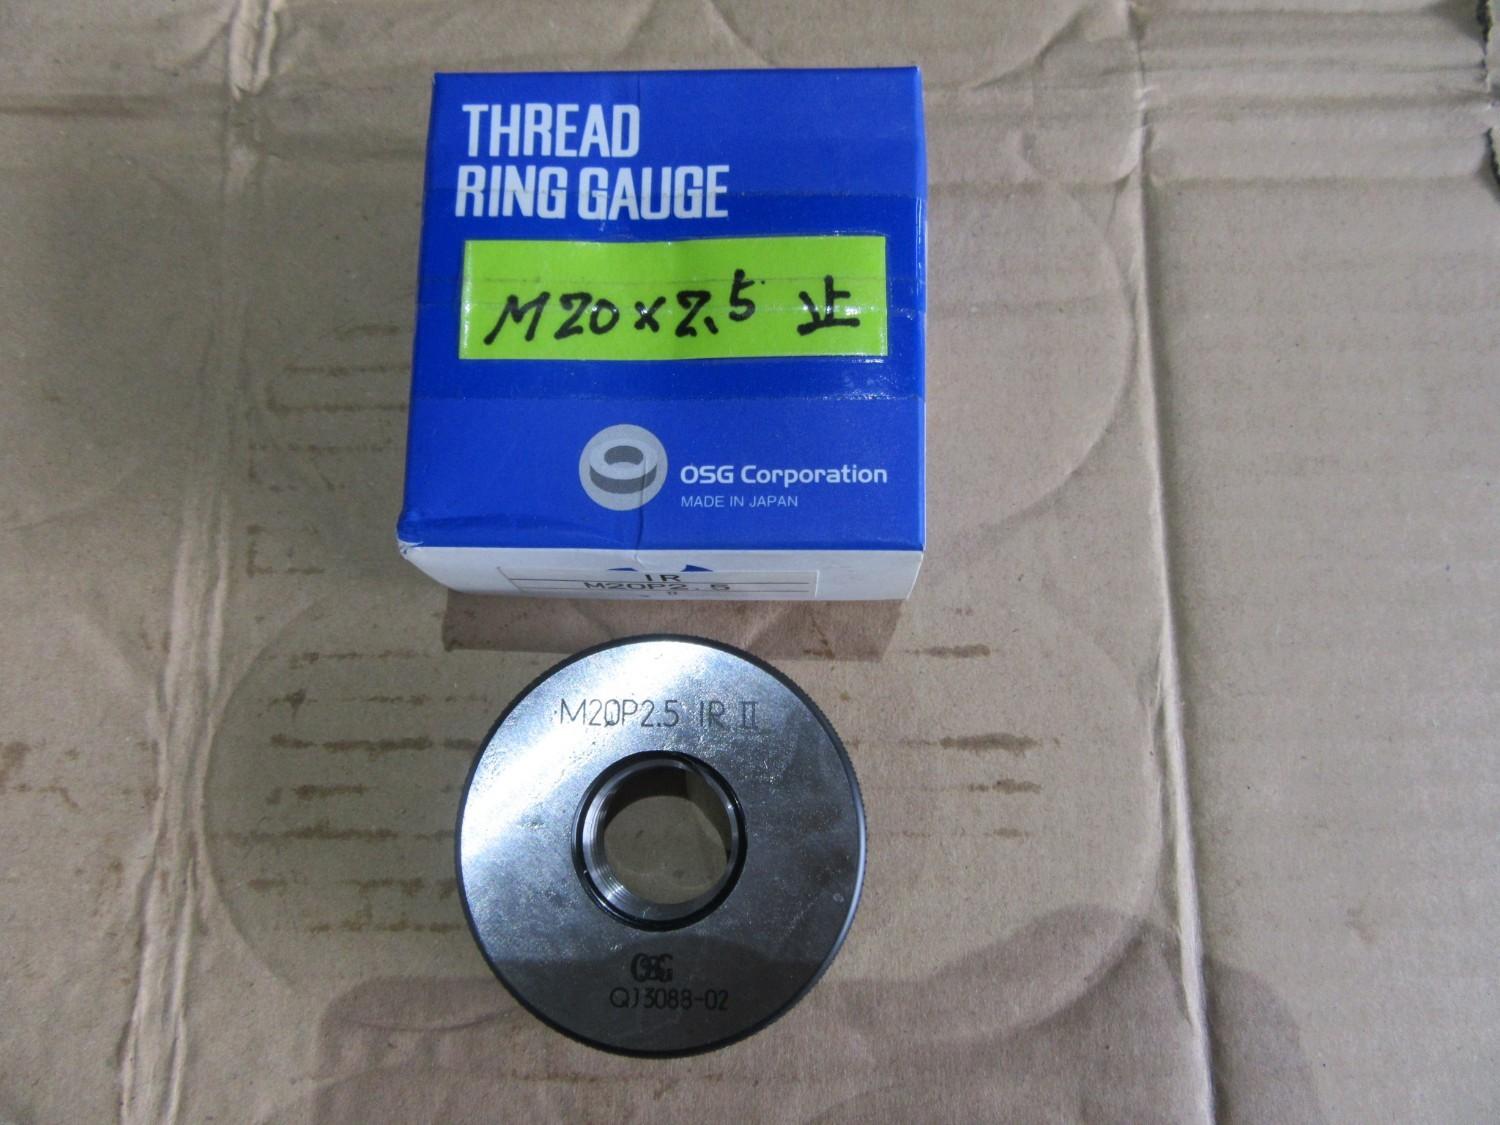 THREAD
RING GAUGE
M20×2.5 止
OSG Corporation
MADE IN JAPAN
IR
M20P2.5
M20P2.5 IR II
OSG
QJ3088-02